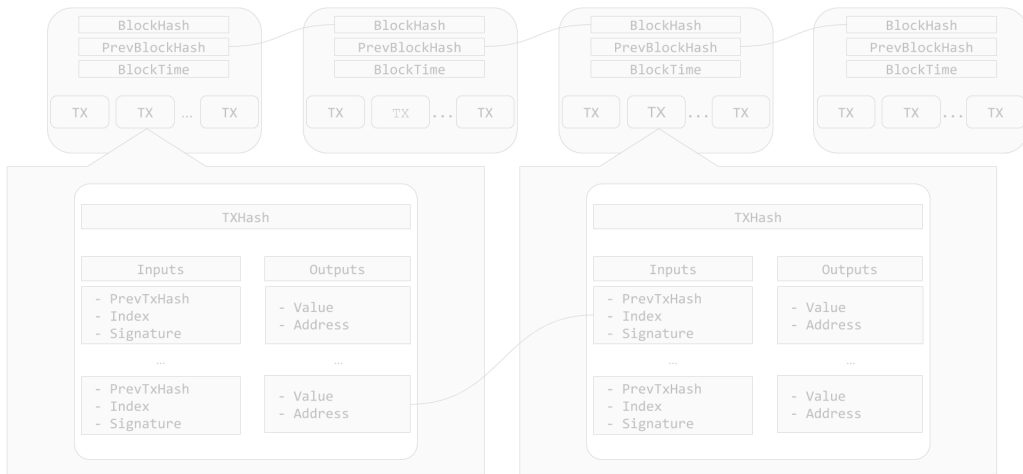 BlockHash BlockHash BlockHash BlockHash
PrevBlockHash PrevBlockHash PrevBlockHash PrevBlockHash
BlockTime BlockTime BlockTime BlockTime
TX TX ... TX TX TX ... TX TX TX ... TX TX TX ... TX
TXHash TXHash
Inputs Outputs Inputs Outputs
- PrevTxHash
- Index
- Signature
- Value
- Address
- PrevTxHash
- Index
- Signature
- Value
- Address
... ... ... ...
- PrevTxHash
- Index
- Signature
- Value
- Address
- PrevTxHash
- Index
- Signature
- Value
- Address